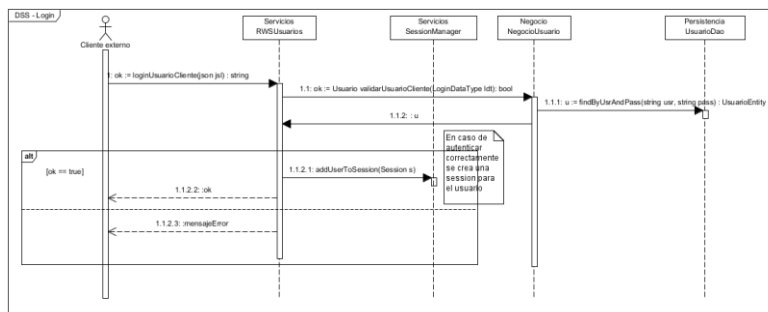 DSS - Login
Cliente externo
Servicios
RWSUsuarios
Servicios
SessionManager
Negocio
NegocioUsuario
Persistencia
UsuarioDao
1: ok := loginUsuarioCliente(json jsl) : string
1.1: ok := Usuario validarUsuarioCliente(LoginDataType ldt): bool
1.1.1: u := findByUsrAndPass(string usr, string pass) : UsuarioEntity
1.1.2: : u
En caso de
autenticar
correctamente
se crea una
session para
el usuario
alt
[ok == true]
1.1.2.1: addUserToSession(Session s)
1.1.2.2: :ok
1.1.2.3: :mensajeError